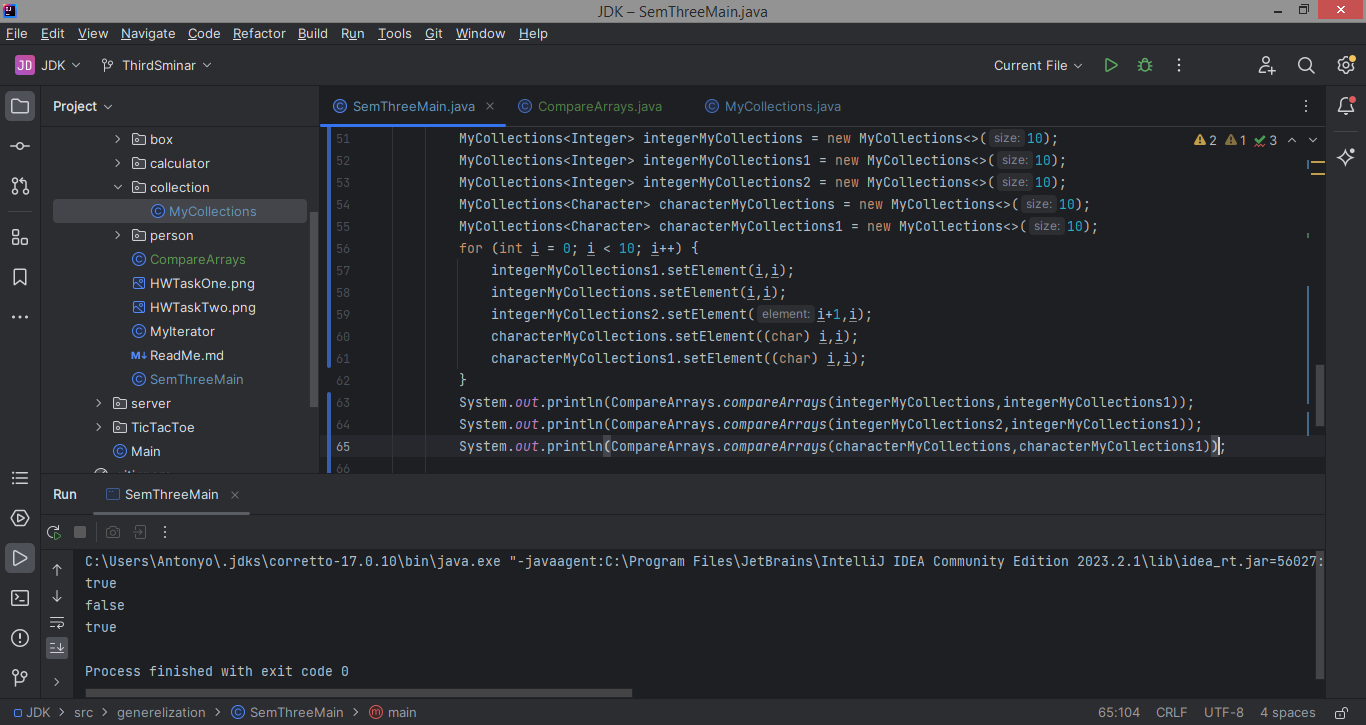 JDK – SemThreeMain.java
File Edit View Navigate Code Refactor Build Run Tools Git Window Help
JD JDK ThirdSminar Current File
Project
SemThreeMain.java CompareArrays.java MyCollections.java
box
calculator
collection
MyCollections
person
CompareArrays
HWTaskOne.png
HWTaskTwo.png
MyIterator
M↓ ReadMe.md
SemThreeMain
server
TicTacToe
Main
2 1 3
51 MyCollections<Integer> integerMyCollections = new MyCollections<>( size: 10);
52 MyCollections<Integer> integerMyCollections1 = new MyCollections<>( size: 10);
53 MyCollections<Integer> integerMyCollections2 = new MyCollections<>( size: 10);
54 MyCollections<Character> characterMyCollections = new MyCollections<>( size: 10);
55 MyCollections<Character> characterMyCollections1 = new MyCollections<>( size: 10);
56 for (int i = 0; i < 10; i++) {
57 integerMyCollections1.setElement(i,i);
58 integerMyCollections.setElement(i,i);
59 integerMyCollections2.setElement( element: i+1,i);
60 characterMyCollections.setElement((char) i,i);
61 characterMyCollections1.setElement((char) i,i);
62 }
63 System.out.println(CompareArrays.compareArrays(integerMyCollections,integerMyCollections1));
64 System.out.println(CompareArrays.compareArrays(integerMyCollections2,integerMyCollections1));
65 System.out.println(CompareArrays.compareArrays(characterMyCollections,characterMyCollections1));
66
Run SemThreeMain
C:\Users\Antonyo\.jdks\corretto-17.0.10\bin\java.exe "-javaagent:C:\Program Files\JetBrains\IntelliJ IDEA Community Edition 2023.2.1\lib\idea_rt.jar=56027:
true
false
true
Process finished with exit code 0
JDK > src > generelization > SemThreeMain > main 65:104 CRLF UTF-8 4 spaces